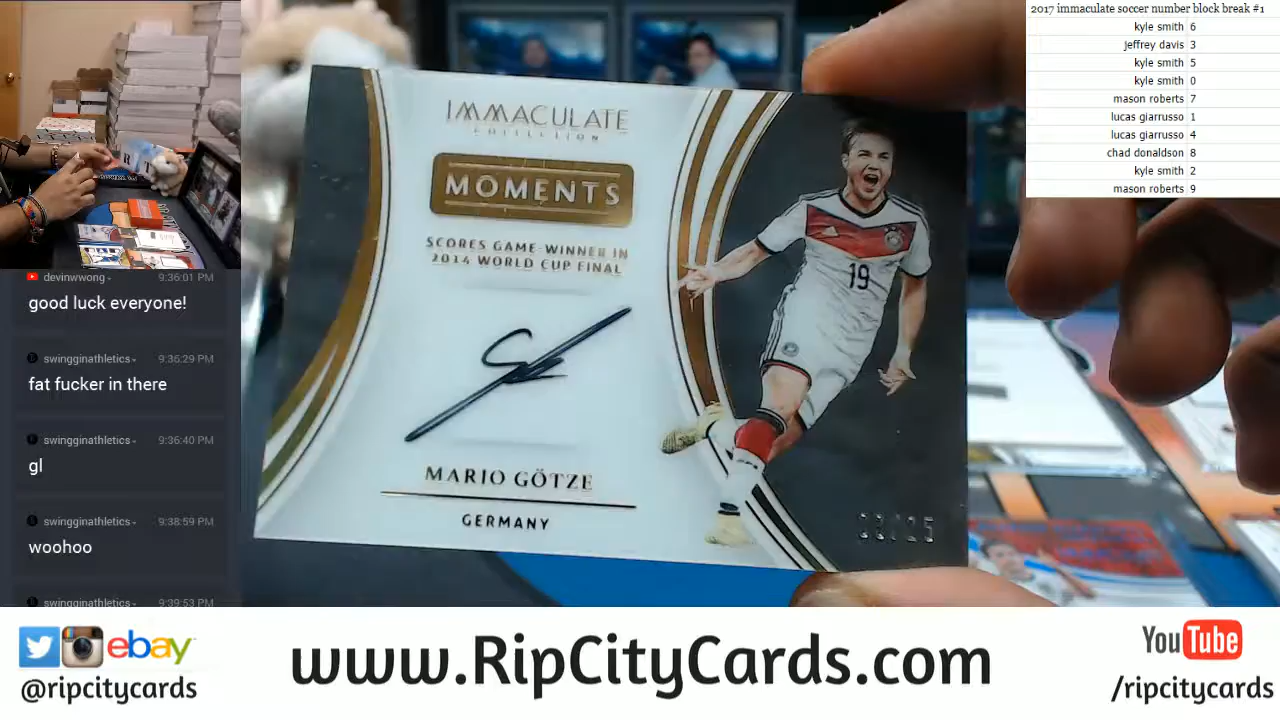 2017 immaculate soccer number block break #1
kyle smith 6
jeffrey davis 3
kyle smith 5
kyle smith 0
mason roberts 7
lucas giarrusso 1
lucas giarrusso 4
chad donaldson 8
kyle smith 2
mason roberts 9
IMMACULATE
COLLECTION
MOMENTS
SCORES GAME-WINNER IN
2014 WORLD CUP FINAL
19
MARIO GÖTZE
GERMANY
devinwwong 9:36:01 PM
good luck everyone!
swingginathletics 9:36:29 PM
fat fucker in there
swingginathletics 9:36:40 PM
gl
swingginathletics 9:38:59 PM
woohoo
swingginathletics 9:39:53 PM
ebay
@ripcitycards
www.RipCityCards.com
YouTube
/ripcitycards